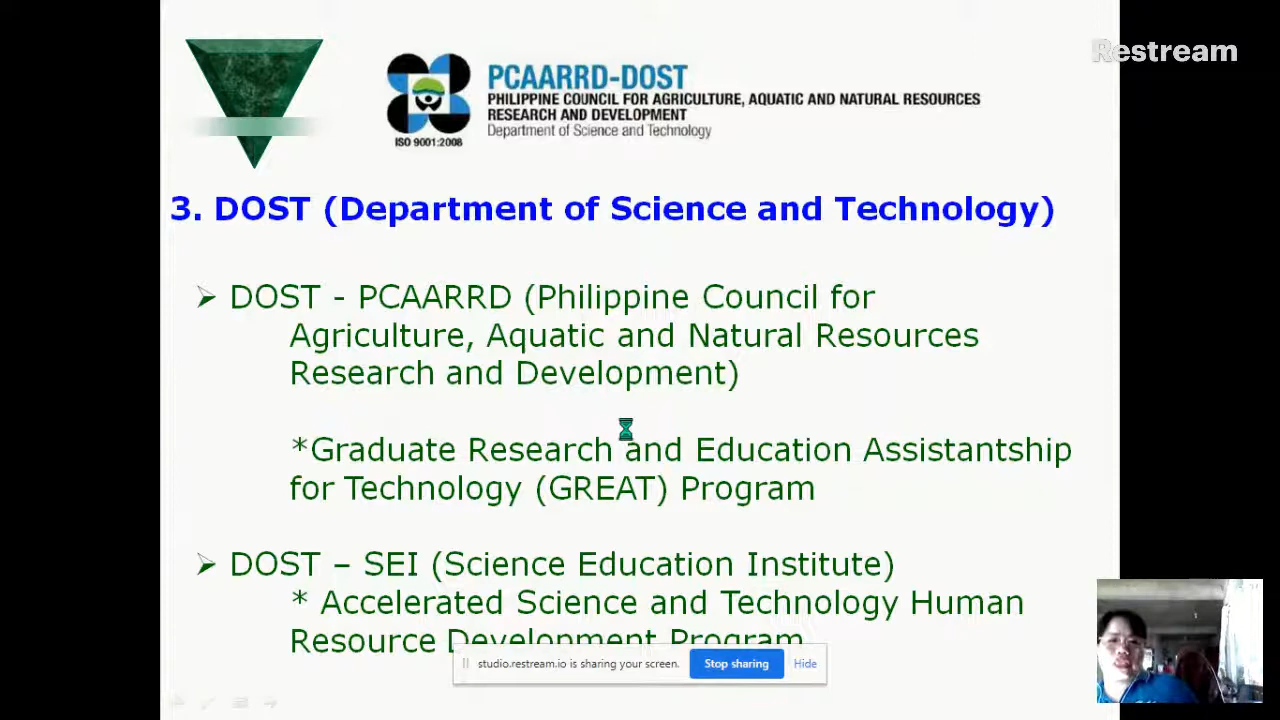 Restream
PCAARRD-DOST
PHILIPPINE COUNCIL FOR AGRICULTURE, AQUATIC AND NATURAL RESOURCES
RESEARCH AND DEVELOPMENT
Department of Science and Technology
ISO 9001:2008
3. DOST (Department of Science and Technology)
➢ DOST - PCAARRD (Philippine Council for
Agriculture, Aquatic and Natural Resources
Research and Development)
*Graduate Research and Education Assistantship
for Technology (GREAT) Program
➢ DOST – SEI (Science Education Institute)
* Accelerated Science and Technology Human
Resource Development Program
studio.restream.io is sharing your screen. Stop sharing Hide